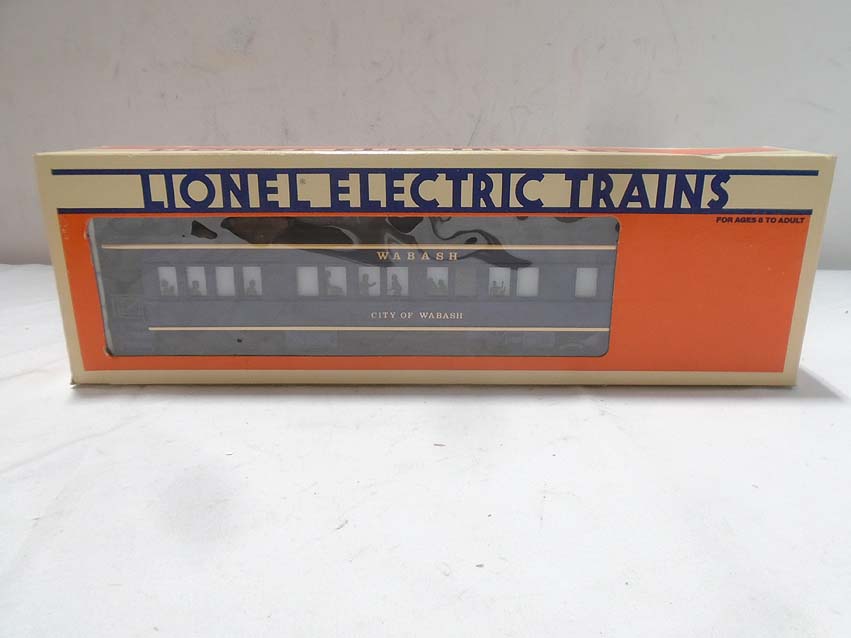 LIONEL ELECTRIC TRAINS
FOR AGES 8 TO ADULT
WABASH
CITY OF WABASH